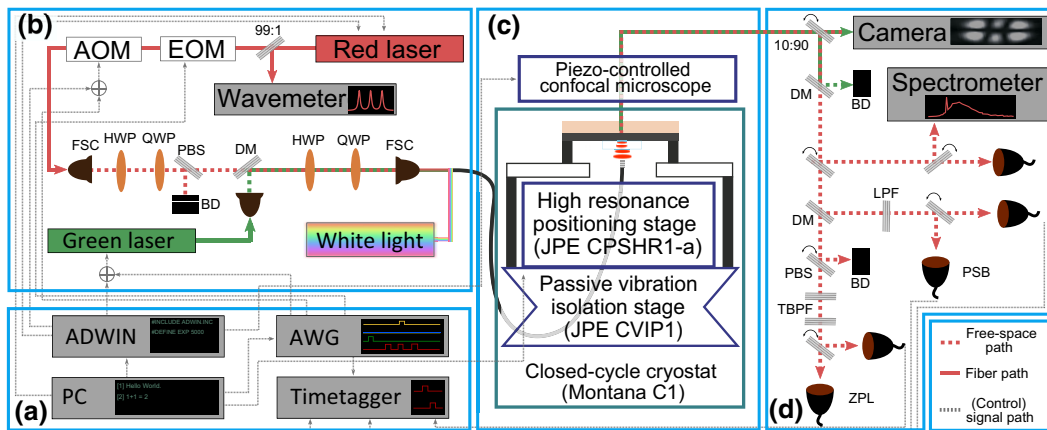 (b)
AOM
EOM
99:1
Red laser
Wavemeter
FSC
HWP
QWP
PBS
DM
HWP
QWP
FSC
BD
Green laser
White light
ADWIN
#INCLUDE ADWIN.INC
#DEFINE EXP 5000
AWG
PC
[1] Hello World.
[2] 1+1 = 2
Timetagger
(a)
(c)
Piezo-controlled
confocal microscope
High resonance
positioning stage
(JPE CPSHR1-a)
Passive vibration
isolation stage
(JPE CVIP1)
Closed-cycle cryostat
(Montana C1)
10:90
Camera
DM
BD
Spectrometer
LPF
DM
PSB
PBS
BD
TBPF
ZPL
(d)
Free-space
path
Fiber path
(Control)
signal path